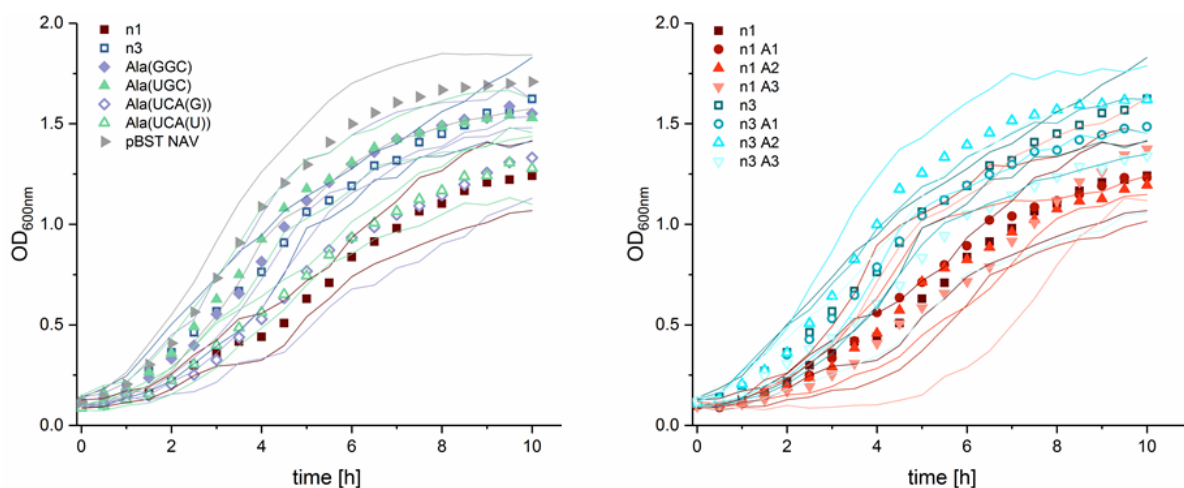 2.0
1.5
1.0
0.5
0.0
OD600nm
0
2
4
6
8
10
time [h]
n1
n3
Ala(GGC)
Ala(UGC)
Ala(UCA(G))
Ala(UCA(U))
pBST NAV
2.0
1.5
1.0
0.5
0.0
OD600nm
0
2
4
6
8
10
time [h]
n1
n1 A1
n1 A2
n1 A3
n3
n3 A1
n3 A2
n3 A3